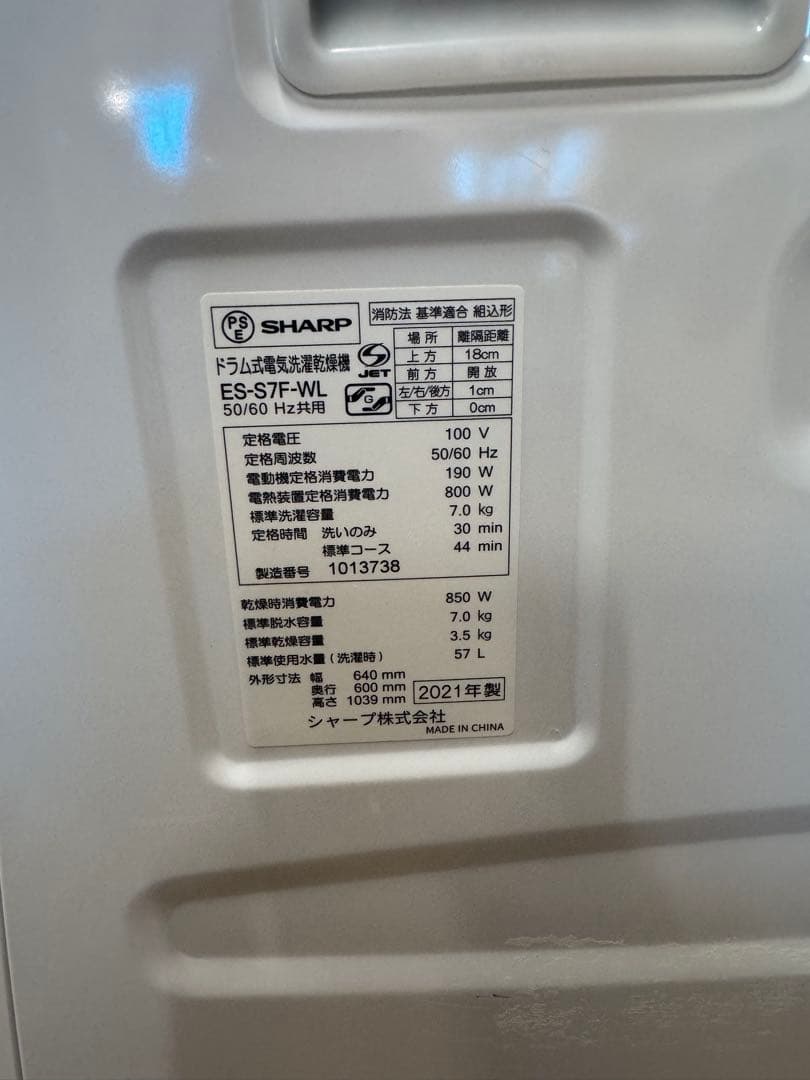 PS E SHARP
消防法 基準適合 組込形
ドラム式電気洗濯乾燥機
ES-S7F-WL
50/60 Hz共用
JET
G
場所 離隔距離
上方 18cm
前方 開放
左/右/後方 1cm
下方 0cm
定格電圧 100 V
定格周波数 50/60 Hz
電動機定格消費電力 190 W
電熱装置定格消費電力 800 W
標準洗濯容量 7.0 kg
定格時間 洗いのみ 30 min
標準コース 44 min
製造番号 1013738
乾燥時消費電力 850 W
標準脱水容量 7.0 kg
標準乾燥容量 3.5 kg
標準使用水量(洗濯時) 57 L
外形寸法 幅 640 mm
奥行 600 mm
高さ 1039 mm
2021年製
シャープ株式会社
MADE IN CHINA